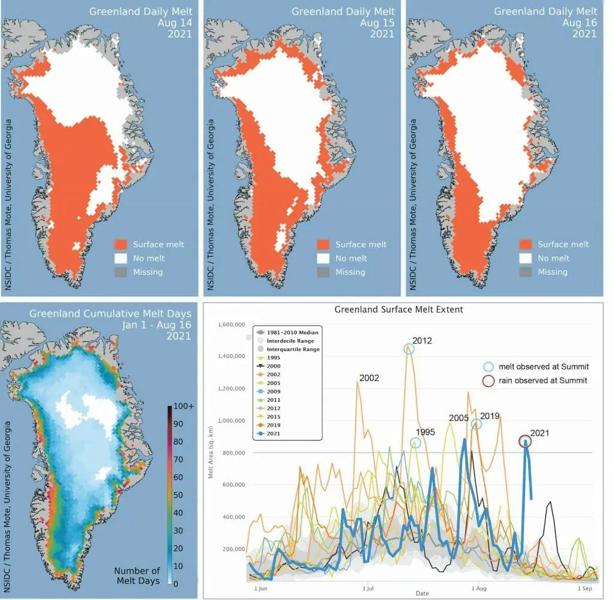 Greenland Daily Melt
Aug 14
2021
NSIDC / Thomas Mote, University of Georgia
Surface melt
No melt
Missing
Greenland Daily Melt
Aug 15
2021
NSIDC / Thomas Mote, University of Georgia
Surface melt
No melt
Missing
Greenland Daily Melt
Aug 16
2021
NSIDC / Thomas Mote, University of Georgia
Surface melt
No melt
Missing
Greenland Cumulative Melt Days
Jan 1 - Aug 16
2021
NSIDC / Thomas Mote, University of Georgia
100+
90
80
70
60
50
40
30
20
10
0
Number of
Melt Days
Greenland Surface Melt Extent
1,600,000
1,400,000
1,200,000
1,000,000
800,000
600,000
400,000
200,000
Melt Area (sq. km)
1981-2010 Median
Interdecile Range
Interquartile Range
1995
2000
2002
2005
2009
2011
2012
2015
2019
2021
2012
2002
1995
2005
2019
2021
melt observed at Summit
rain observed at Summit
1 Jun
1 Jul
1 Aug
1 Sep
Date